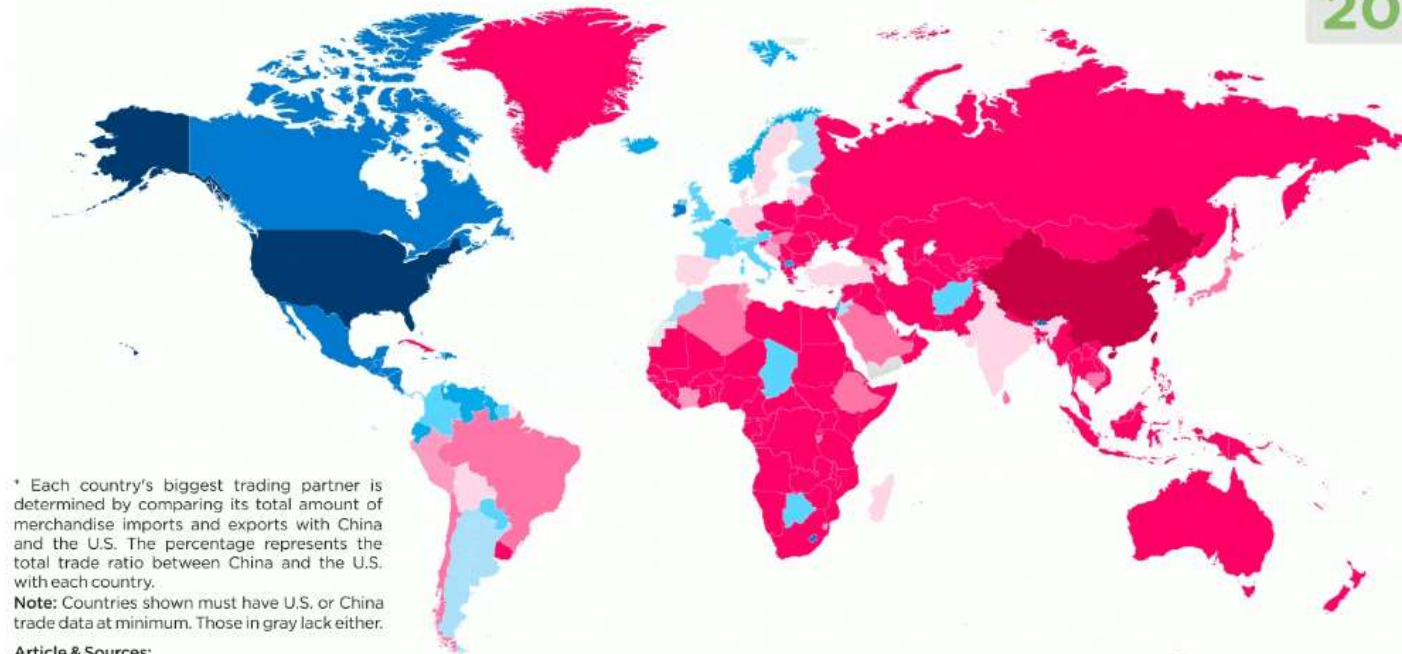 20
* Each country's biggest trading partner is
determined by comparing its total amount of
merchandise imports and exports with China
and the U.S. The percentage represents the
total trade ratio between China and the U.S.
with each country.
Note: Countries shown must have U.S. or China
trade data at minimum. Those in gray lack either.
Article & Sources: